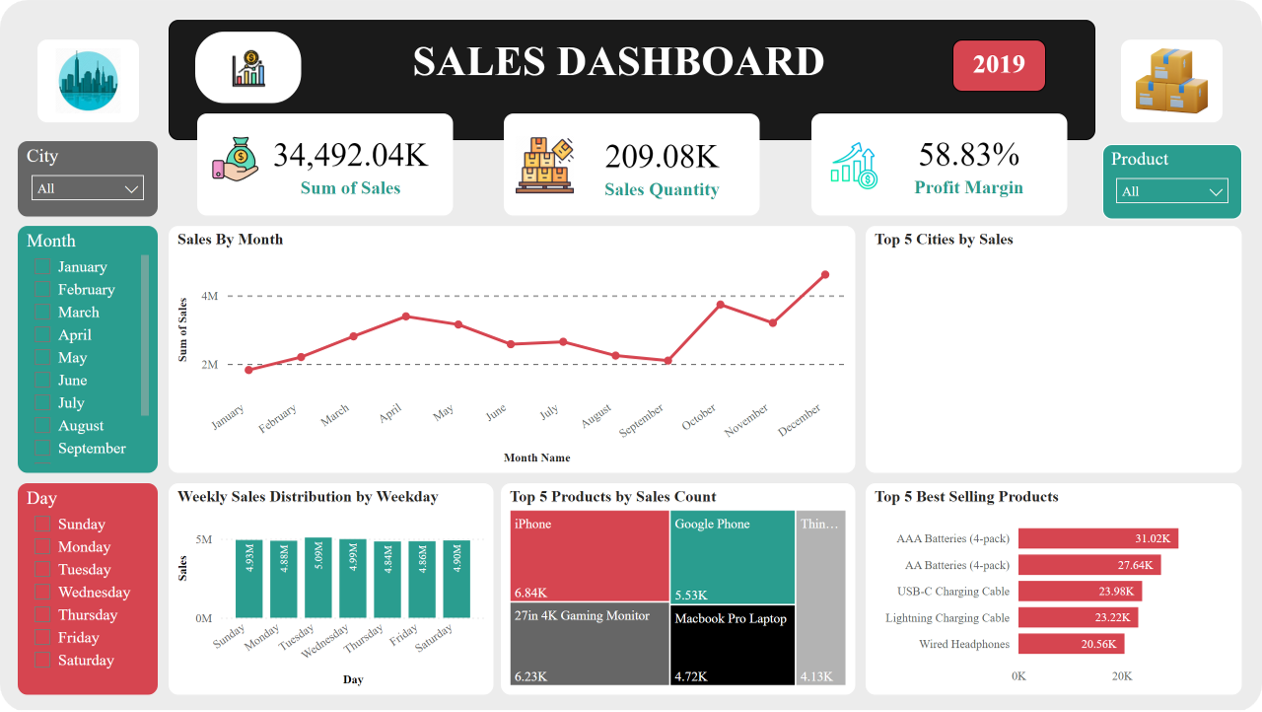 SALES DASHBOARD
2019
City
All
34,492.04K
Sum of Sales
209.08K
Sales Quantity
58.83%
Profit Margin
Product
All
Month
January
February
March
April
May
June
July
August
September
Sales By Month
Sum of Sales
4M
2M
January
February
March
April
May
June
July
August
September
October
November
December
Month Name
Top 5 Cities by Sales
Day
Sunday
Monday
Tuesday
Wednesday
Thursday
Friday
Saturday
Weekly Sales Distribution by Weekday
Sales
5M
0M
4.93M
4.88M
5.09M
4.99M
4.84M
4.86M
4.90M
Sunday
Monday
Tuesday
Wednesday
Thursday
Friday
Saturday
Day
Top 5 Products by Sales Count
iPhone
6.84K
27in 4K Gaming Monitor
6.23K
Google Phone
5.53K
Macbook Pro Laptop
4.72K
Thin…
4.13K
Top 5 Best Selling Products
AAA Batteries (4-pack) 31.02K
AA Batteries (4-pack) 27.64K
USB-C Charging Cable 23.98K
Lightning Charging Cable 23.22K
Wired Headphones 20.56K
0K 20K